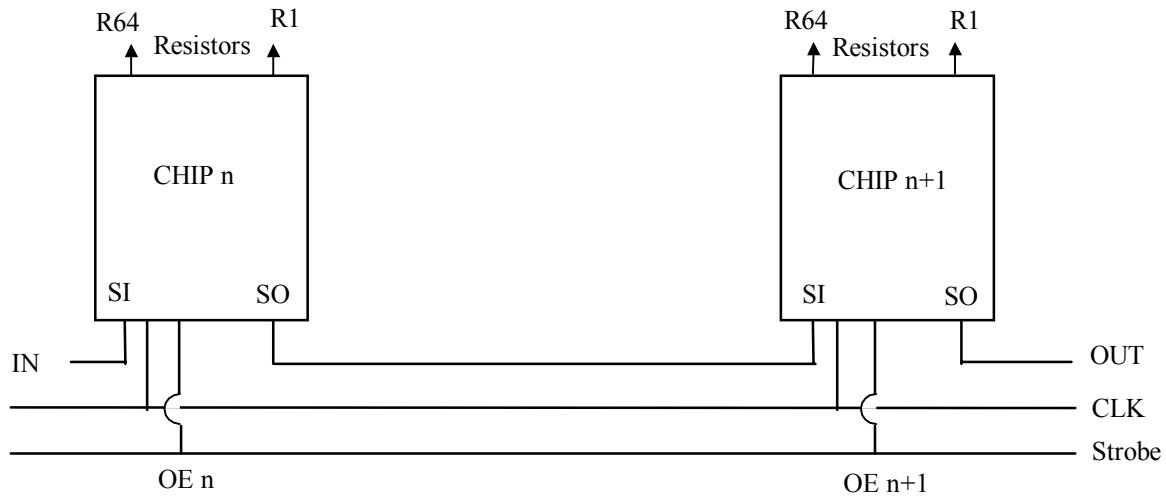 R64 R1 R64 R1
Resistors Resistors
CHIP n CHIP n+1
SI SO SI SO
IN OUT
CLK
Strobe
OE n OE n+1